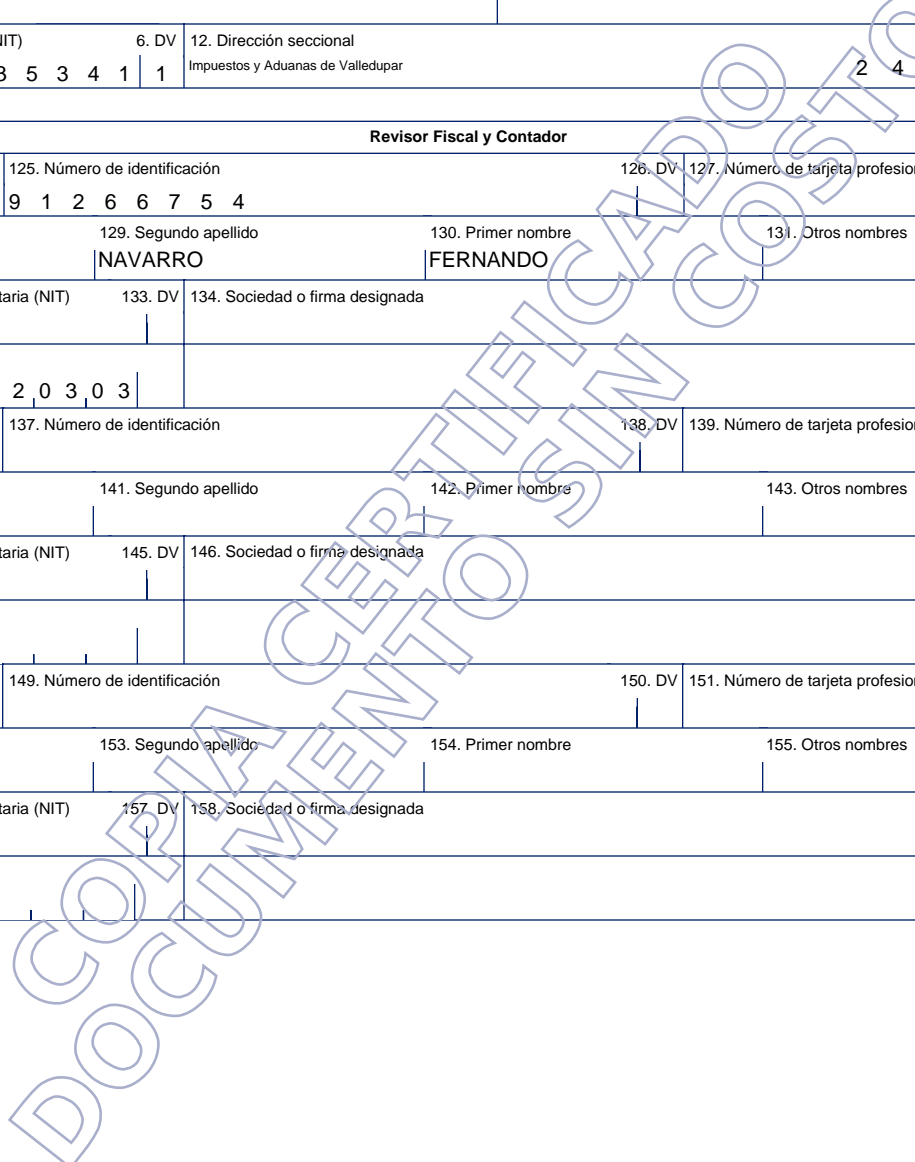 IT) 6. DV 12. Dirección seccional
5 3 4 1 1 Impuestos y Aduanas de Valledupar 2 4
Revisor Fiscal y Contador
125. Número de identificación 126. DV 127. Número de tarjeta profesion
9 1 2 6 6 7 5 4
129. Segundo apellido 130. Primer nombre 131. Otros nombres
NAVARRO FERNANDO
taria (NIT) 133. DV 134. Sociedad o firma designada
2 0 3 0 3
137. Número de identificación 138. DV 139. Número de tarjeta profesion
141. Segundo apellido 142. Primer nombre 143. Otros nombres
taria (NIT) 145. DV 146. Sociedad o firma designada
149. Número de identificación 150. DV 151. Número de tarjeta profesion
153. Segundo apellido 154. Primer nombre 155. Otros nombres
taria (NIT) 157. DV 158. Sociedad o firma designada
COPIA CERTIFICADO
DOCUMENTO SIN COSTO